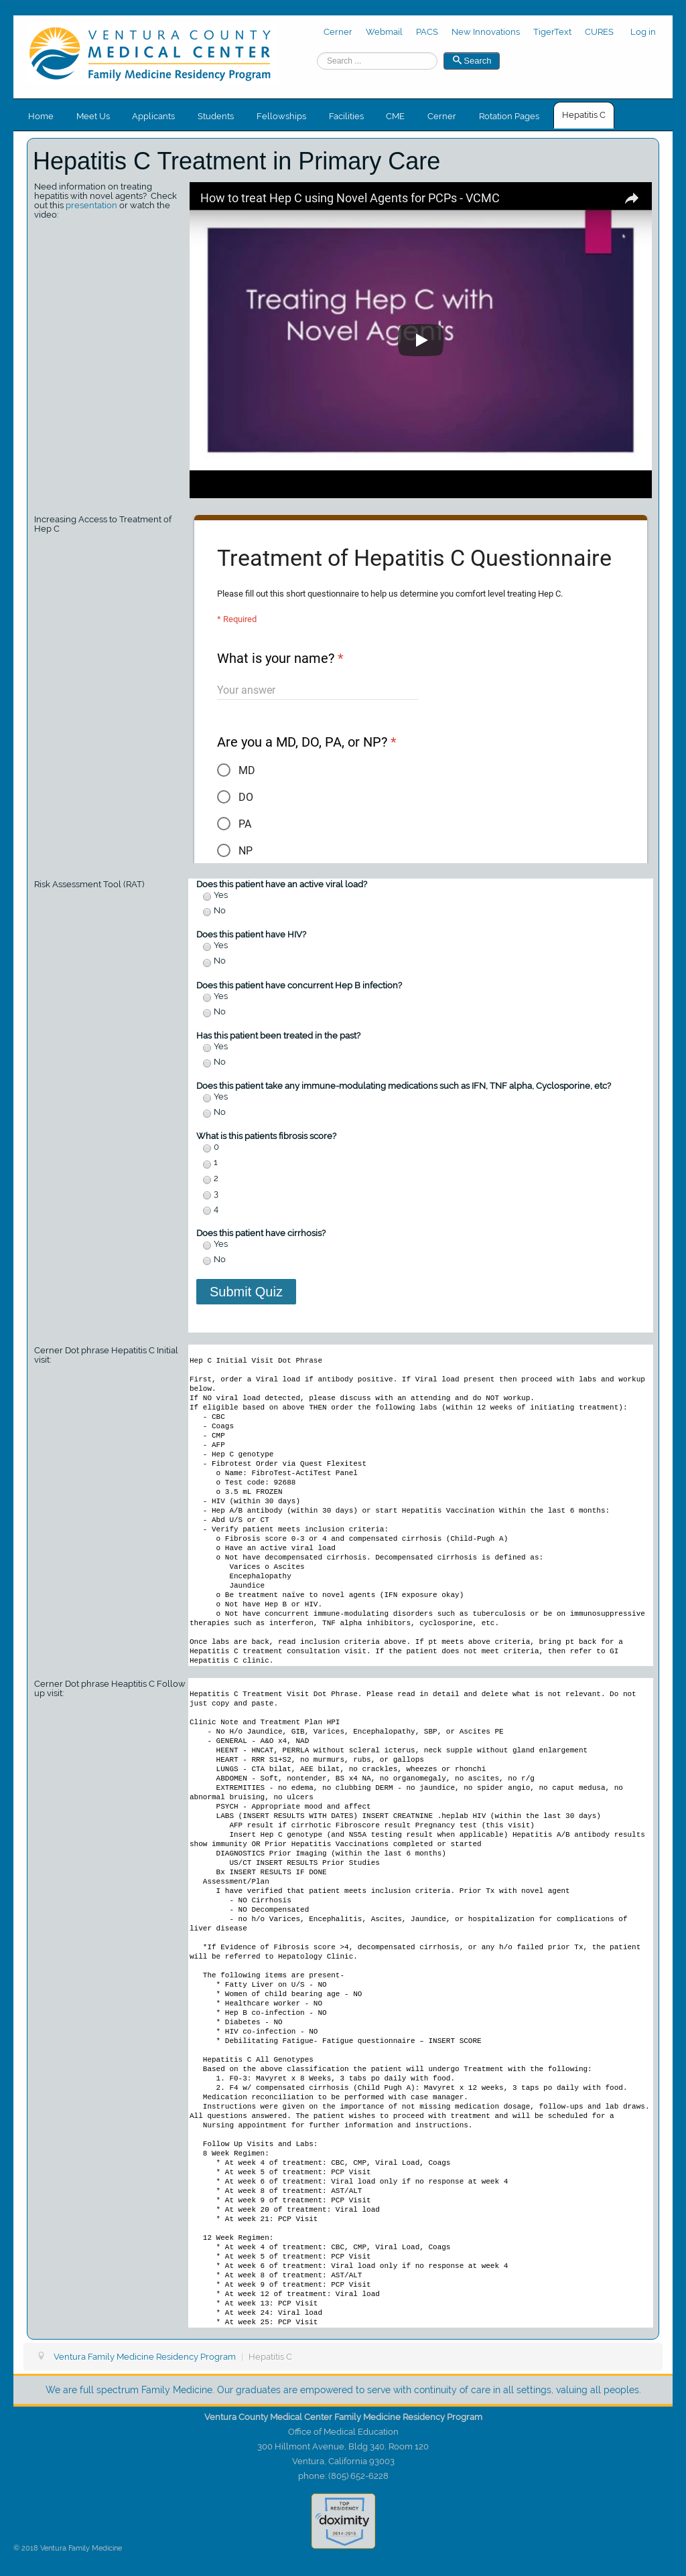 VENTURA COUNTY
MEDICAL CENTER
Family Medicine Residency Program
Cerner Webmail PACS New Innovations TigerText CURES Log in
Search ... Search
Home Meet Us Applicants Students Fellowships Facilities CME Cerner Rotation Pages Hepatitis C
Hepatitis C Treatment in Primary Care
Need information on treating
hepatitis with novel agents? Check
out this presentation or watch the
video:
How to treat Hep C using Novel Agents for PCPs - VCMC
Treating Hep C with
Novel Agents
Increasing Access to Treatment of
Hep C
Treatment of Hepatitis C Questionnaire
Please fill out this short questionnaire to help us determine you comfort level treating Hep C.
* Required
What is your name? *
Your answer
Are you a MD, DO, PA, or NP? *
MD
DO
PA
NP
Risk Assessment Tool (RAT)
Does this patient have an active viral load?
Yes
No
Does this patient have HIV?
Yes
No
Does this patient have concurrent Hep B infection?
Yes
No
Has this patient been treated in the past?
Yes
No
Does this patient take any immune-modulating medications such as IFN, TNF alpha, Cyclosporine, etc?
Yes
No
What is this patients fibrosis score?
0
1
2
3
4
Does this patient have cirrhosis?
Yes
No
Submit Quiz
Cerner Dot phrase Hepatitis C Initial
visit:
Hep C Initial Visit Dot Phrase
First, order a Viral load if antibody positive. If Viral load present then proceed with labs and workup
below.
If NO viral load detected, please discuss with an attending and do NOT workup.
If eligible based on above THEN order the following labs (within 12 weeks of initiating treatment):
- CBC
- Coags
- CMP
- AFP
- Hep C genotype
- Fibrotest Order via Quest Flexitest
o Name: FibroTest-ActiTest Panel
o Test code: 92688
o 3.5 mL FROZEN
- HIV (within 30 days)
- Hep A/B antibody (within 30 days) or start Hepatitis Vaccination Within the last 6 months:
- Abd U/S or CT
- Verify patient meets inclusion criteria:
o Fibrosis score 0-3 or 4 and compensated cirrhosis (Child-Pugh A)
o Have an active viral load
o Not have decompensated cirrhosis. Decompensated cirrhosis is defined as:
Varices o Ascites
Encephalopathy
Jaundice
o Be treatment naïve to novel agents (IFN exposure okay)
o Not have Hep B or HIV.
o Not have concurrent immune-modulating disorders such as tuberculosis or be on immunosuppressive
therapies such as interferon, TNF alpha inhibitors, cyclosporine, etc.
Once labs are back, read inclusion criteria above. If pt meets above criteria, bring pt back for a
Hepatitis C treatment consultation visit. If the patient does not meet criteria, then refer to GI
Hepatitis C clinic.
Cerner Dot phrase Heaptitis C Follow
up visit:
Hepatitis C Treatment Visit Dot Phrase. Please read in detail and delete what is not relevant. Do not
just copy and paste.
Clinic Note and Treatment Plan HPI
- No H/o Jaundice, GIB, Varices, Encephalopathy, SBP, or Ascites PE
- GENERAL - A&O x4, NAD
HEENT - HNCAT, PERRLA without scleral icterus, neck supple without gland enlargement
HEART - RRR S1+S2, no murmurs, rubs, or gallops
LUNGS - CTA bilat, AEE bilat, no crackles, wheezes or rhonchi
ABDOMEN - Soft, nontender, BS x4 NA, no organomegaly, no ascites, no r/g
EXTREMITIES - no edema, no clubbing DERM - no jaundice, no spider angio, no caput medusa, no
abnormal bruising, no ulcers
PSYCH - Appropriate mood and affect
LABS (INSERT RESULTS WITH DATES) INSERT CREATNINE .heplab HIV (within the last 30 days)
AFP result if cirrhotic Fibroscore result Pregnancy test (this visit)
Insert Hep C genotype (and NS5A testing result when applicable) Hepatitis A/B antibody results
show immunity OR Prior Hepatitis Vaccinations completed or started
DIAGNOSTICS Prior Imaging (within the last 6 months)
US/CT INSERT RESULTS Prior Studies
Bx INSERT RESULTS IF DONE
Assessment/Plan
I have verified that patient meets inclusion criteria. Prior Tx with novel agent
- NO Cirrhosis
- NO Decompensated
- no h/o Varices, Encephalitis, Ascites, Jaundice, or hospitalization for complications of
liver disease
*If Evidence of Fibrosis score >4, decompensated cirrhosis, or any h/o failed prior Tx, the patient
will be referred to Hepatology Clinic.
The following items are present-
* Fatty Liver on U/S - NO
* Women of child bearing age - NO
* Healthcare worker - NO
* Hep B co-infection - NO
* Diabetes - NO
* HIV co-infection - NO
* Debilitating Fatigue- Fatigue questionnaire – INSERT SCORE
Hepatitis C All Genotypes
Based on the above classification the patient will undergo Treatment with the following:
1. F0-3: Mavyret x 8 Weeks, 3 tabs po daily with food.
2. F4 w/ compensated cirrhosis (Child Pugh A): Mavyret x 12 weeks, 3 taps po daily with food.
Medication reconciliation to be performed with case manager.
Instructions were given on the importance of not missing medication dosage, follow-ups and lab draws.
All questions answered. The patient wishes to proceed with treatment and will be scheduled for a
Nursing appointment for further information and instructions.
Follow Up Visits and Labs:
8 Week Regimen:
* At week 4 of treatment: CBC, CMP, Viral Load, Coags
* At week 5 of treatment: PCP Visit
* At week 6 of treatment: Viral load only if no response at week 4
* At week 8 of treatment: AST/ALT
* At week 9 of treatment: PCP Visit
* At week 20 of treatment: Viral load
* At week 21: PCP Visit
12 Week Regimen:
* At week 4 of treatment: CBC, CMP, Viral Load, Coags
* At week 5 of treatment: PCP Visit
* At week 6 of treatment: Viral load only if no response at week 4
* At week 8 of treatment: AST/ALT
* At week 9 of treatment: PCP Visit
* At week 12 of treatment: Viral load
* At week 13: PCP Visit
* At week 24: Viral load
* At week 25: PCP Visit
Ventura Family Medicine Residency Program | Hepatitis C
We are full spectrum Family Medicine. Our graduates are empowered to serve with continuity of care in all settings, valuing all peoples.
Ventura County Medical Center Family Medicine Residency Program
Office of Medical Education
300 Hillmont Avenue, Bldg 340, Room 120
Ventura, California 93003
phone: (805) 652-6228
TOP
RESIDENCY
doximity
2014-2015
© 2018 Ventura Family Medicine